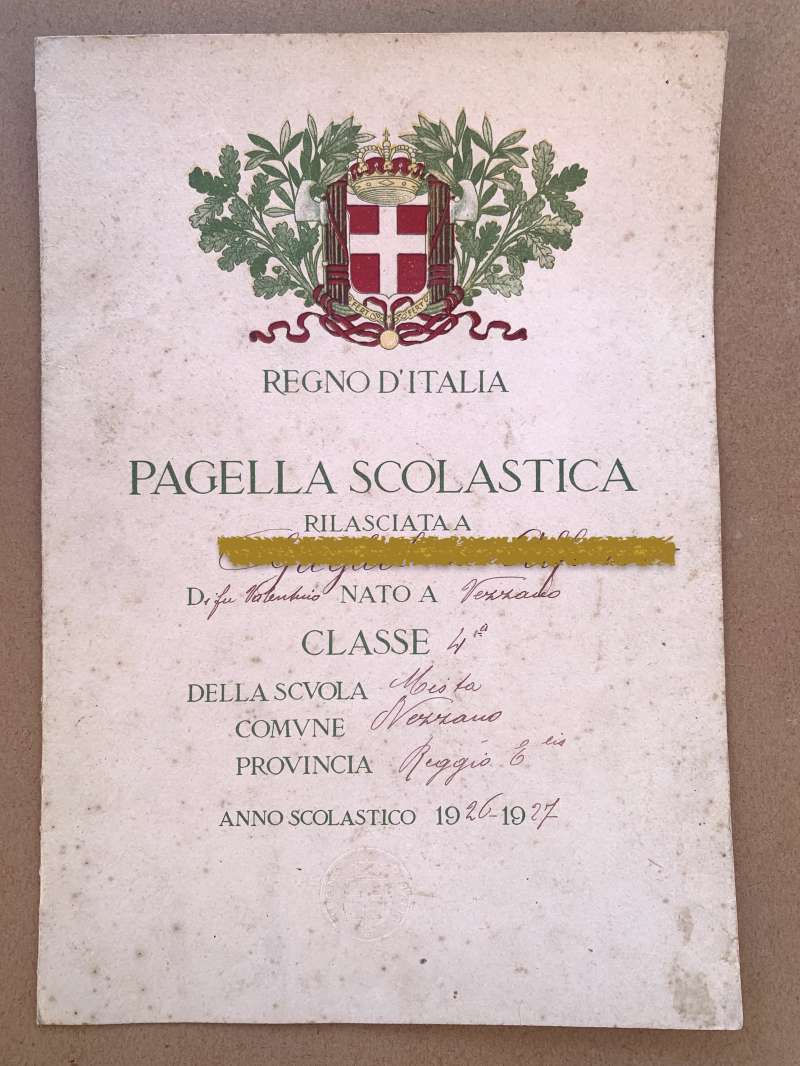 FERT FERT
REGNO D'ITALIA
PAGELLA SCOLASTICA
RILASCIATA A
Di fu Valentino NATO A Vezzano
CLASSE 4ª
DELLA SCVOLA Mista
COMVNE Vezzano
PROVINCIA Reggio E
ANNO SCOLASTICO 1926-1927